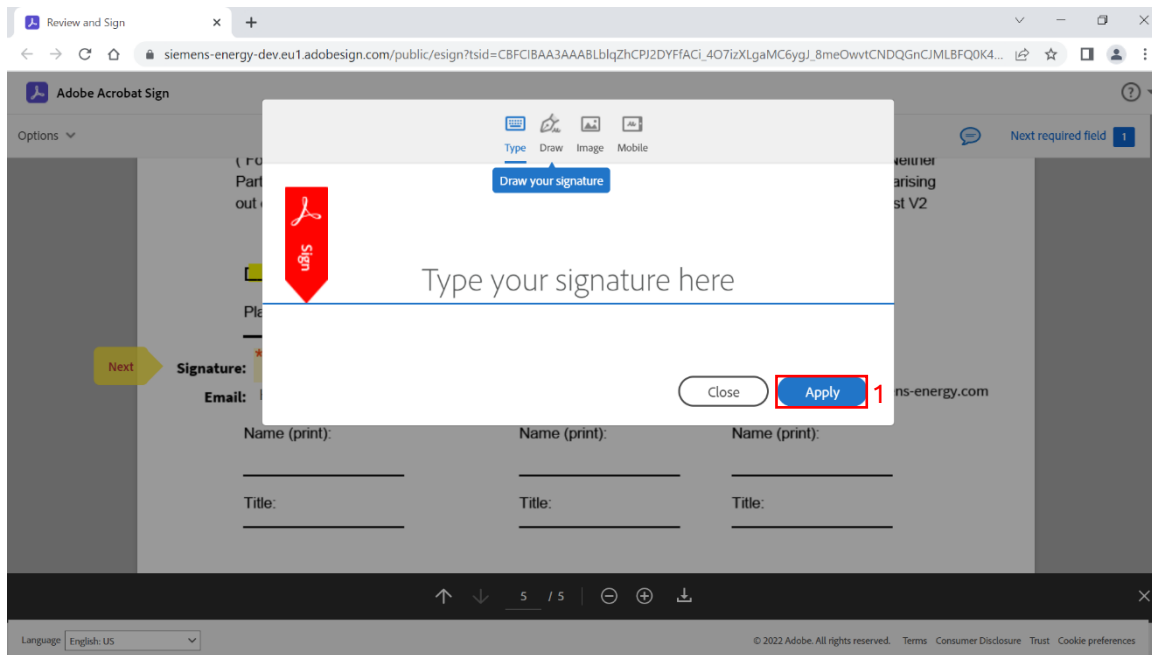 Review and Sign
siemens-energy-dev.eu1.adobesign.com/public/esign?tsid=CBFCIBAA3AAABLblqZhCPJ2DYFfACi_4O7izXLgaMC6ygJ_8meOwvtCNDQGnCJMLBFQ0K4...
Adobe Acrobat Sign
Options
Next required field 1
Type Draw Image Mobile
Draw your signature
Part
arising
out
st V2
Sign
Type your signature here
Next
Signature: *
Close Apply 1
Email: ns-energy.com
Name (print): Name (print): Name (print):
Title: Title: Title:
5 / 5
Language English: US
© 2022 Adobe. All rights reserved. Terms Consumer Disclosure Trust Cookie preferences